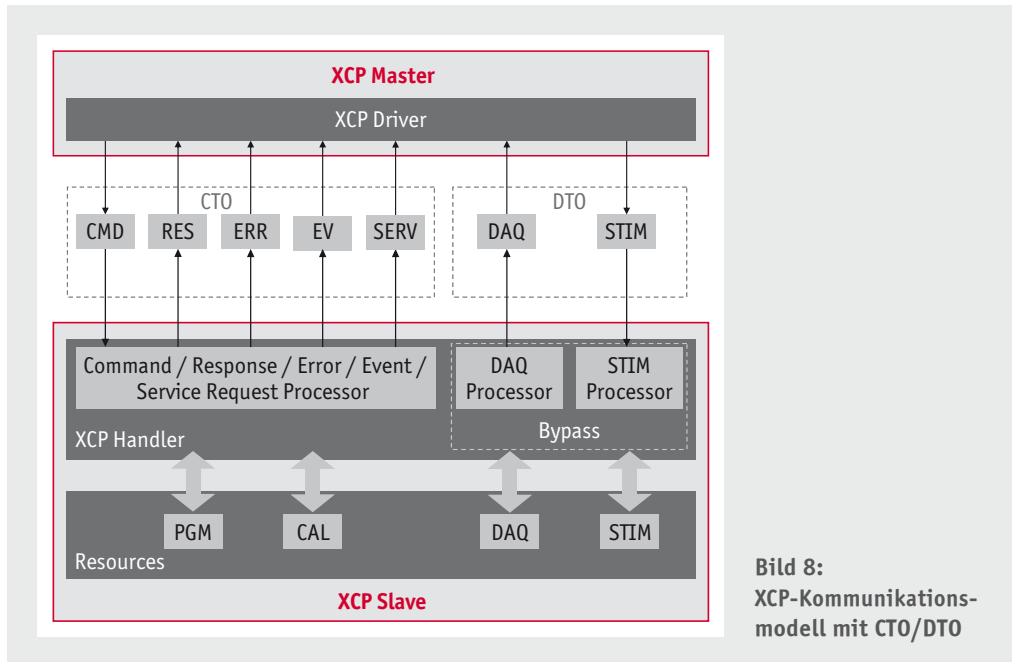 XCP Master
XCP Driver
CTO
DTO
CMD
RES
ERR
EV
SERV
DAQ
STIM
Command / Response / Error / Event /
Service Request Processor
DAQ
Processor
STIM
Processor
Bypass
XCP Handler
PGM
CAL
DAQ
STIM
Resources
XCP Slave
Bild 8:
XCP-Kommunikations-
modell mit CTO/DTO